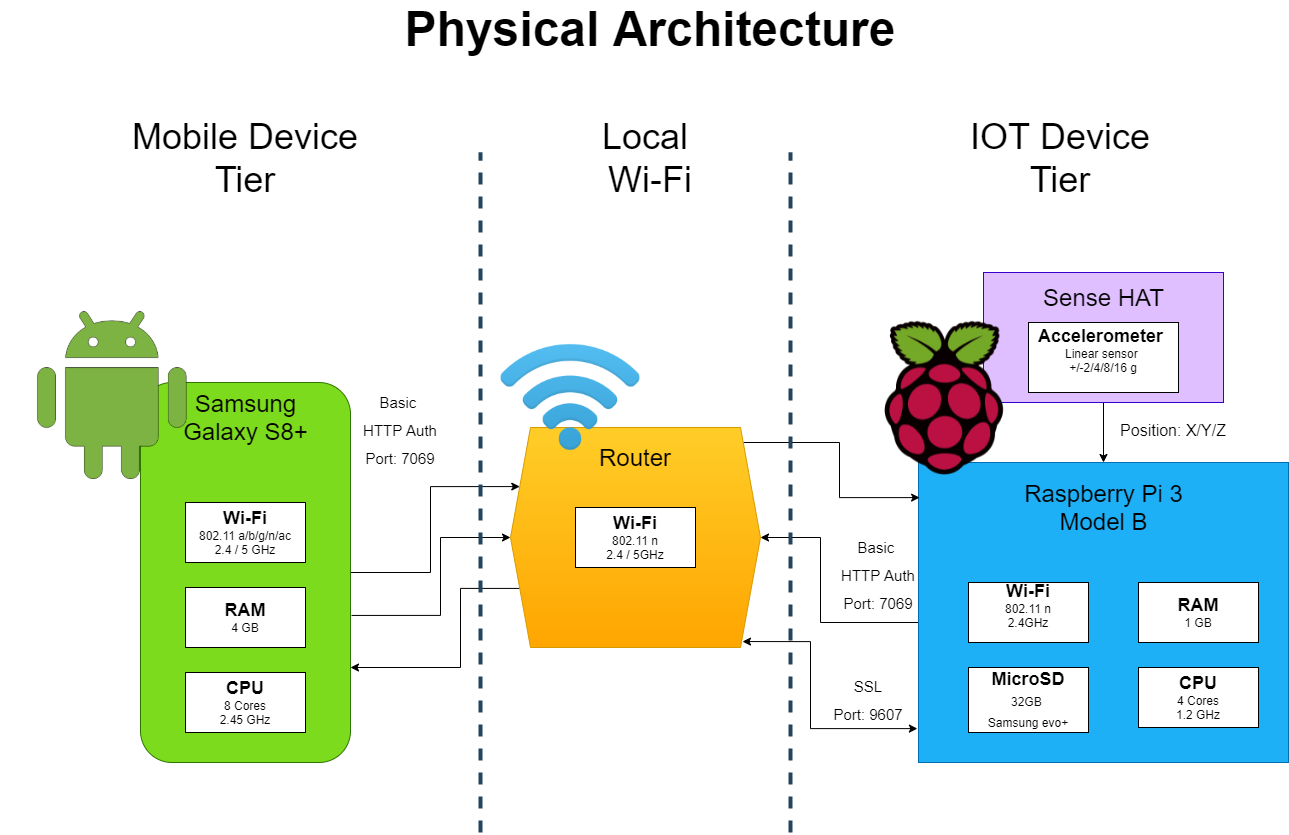 Physical Architecture
Mobile Device
Tier
Local
Wi-Fi
IOT Device
Tier
Samsung
Galaxy S8+
Wi-Fi
802.11 a/b/g/n/ac
2.4 / 5 GHz
RAM
4 GB
CPU
8 Cores
2.45 GHz
Basic
HTTP Auth
Port: 7069
Router
Wi-Fi
802.11 n
2.4 / 5GHz
Basic
HTTP Auth
Port: 7069
SSL
Port: 9607
Sense HAT
Accelerometer
Linear sensor
+/-2/4/8/16 g
Position: X/Y/Z
Raspberry Pi 3
Model B
Wi-Fi
802.11 n
2.4GHz
RAM
1 GB
MicroSD
32GB
Samsung evo+
CPU
4 Cores
1.2 GHz